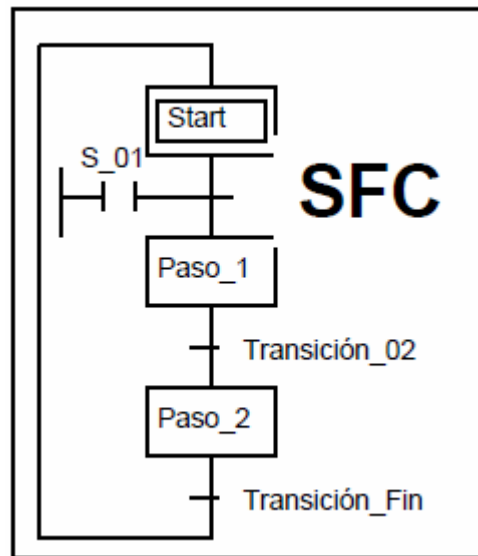 Start
S_01
SFC
Paso_1
Transición_02
Paso_2
Transición_Fin